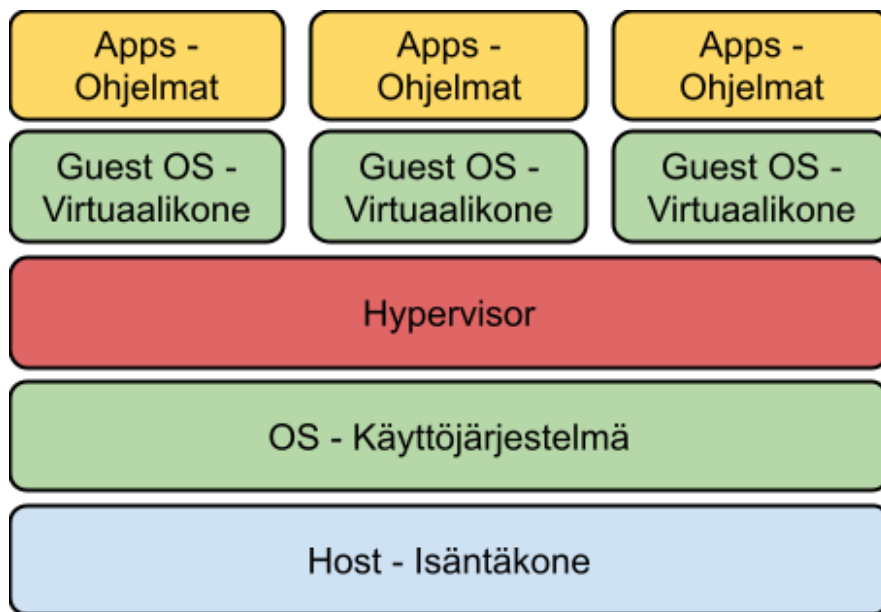 Apps -
Ohjelmat
Apps -
Ohjelmat
Apps -
Ohjelmat
Guest OS -
Virtuaalikone
Guest OS -
Virtuaalikone
Guest OS -
Virtuaalikone
Hypervisor
OS - Käyttöjärjestelmä
Host - Isäntäkone